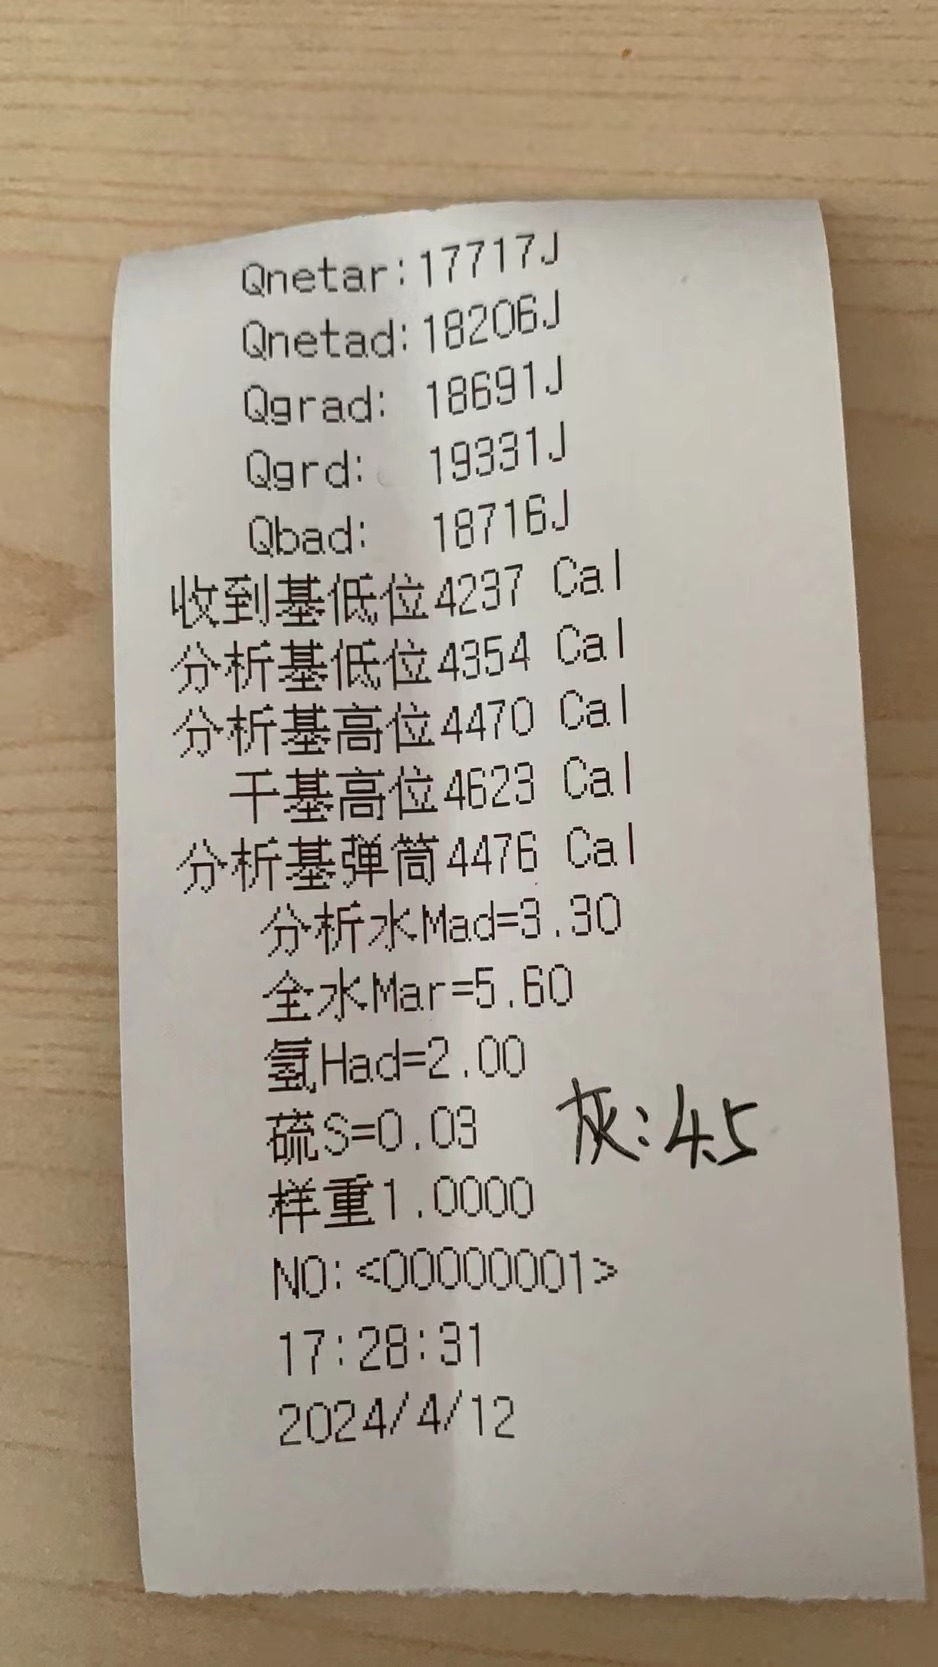 Qnetar:17717J
Qnetad:18206J
Qgrad: 18691J
Qgrd: 19331J
Qbad: 18716J
收到基低位4237 Cal
分析基低位4354 Cal
分析基高位4470 Cal
干基高位4623 Cal
分析基弹筒4476 Cal
分析水Mad=3.30
全水Mar=5.60
氢Had=2.00
硫S=0.03 灰:4.5
样重1.0000
NO:<00000001>
17:28:31
2024/4/12